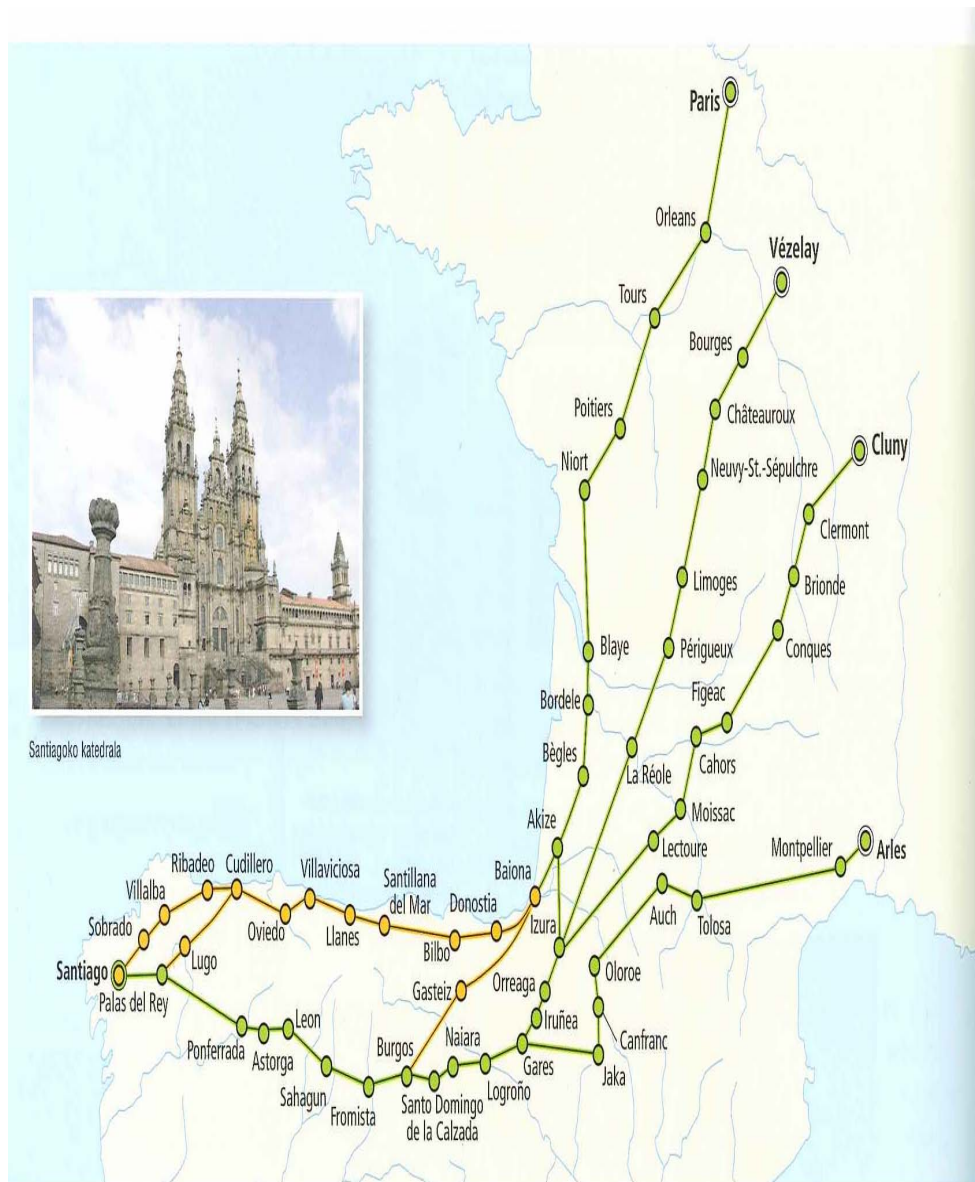 Paris
Orleans
Vézelay
Tours
Bourges
Poitiers
Châteauroux
Niort
Cluny
Neuvy-St.-Sépulchre
Clermont
Limoges
Brionde
Blaye
Périgueux
Conques
Figeac
Bordele
Santiagoko katedrala
Bègles
La Réole
Cahors
Akize
Moissac
Lectoure
Montpellier
Arles
Ribadeo
Cudillero
Villaviciosa
Baiona
Villalba
Santillana
del Mar
Donostia
Auch
Sobrado
Oviedo
Llanes
Bilbo
Izura
Tolosa
Santiago
Lugo
Oloroe
Palas del Rey
Gasteiz
Orreaga
Leon
Naiara
Iruñea
Canfranc
Ponferrada
Astorga
Burgos
Gares
Jaka
Sahagun
Fromista
Santo Domingo
de la Calzada
Logroño